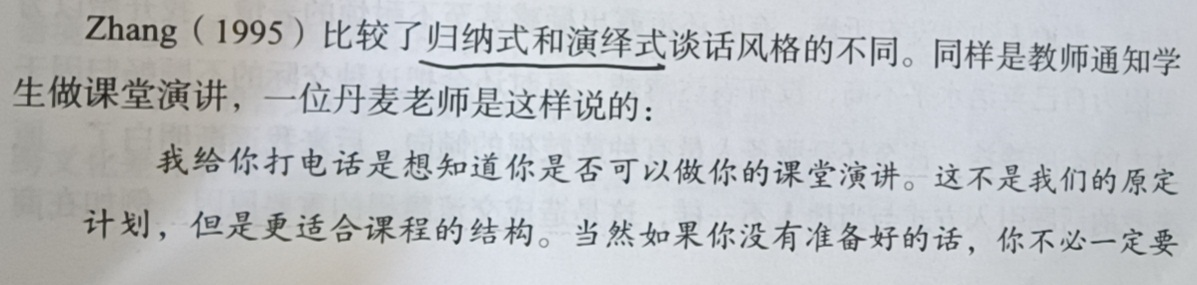 Zhang（1995）比较了归纳式和演绎式谈话风格的不同。同样是教师通知学
生做课堂演讲，一位丹麦老师是这样说的：
我给你打电话是想知道你是否可以做你的课堂演讲。这不是我们的原定
计划，但是更适合课程的结构。当然如果你没有准备好的话，你不必一定要